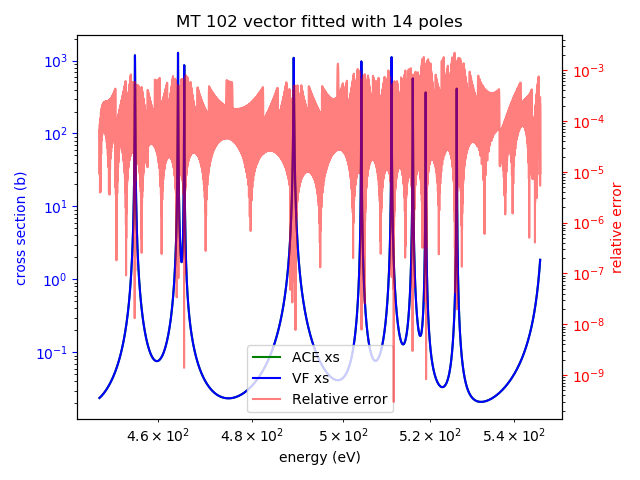 MT 102 vector fitted with 14 poles
cross section (b)
10³
10²
10¹
10⁰
10⁻¹
10⁻³
10⁻⁴
10⁻⁵
10⁻⁶
10⁻⁷
10⁻⁸
10⁻⁹
relative error
ACE xs
VF xs
Relative error
4.6 × 10² 4.8 × 10² 5 × 10² 5.2 × 10² 5.4 × 10²
energy (eV)